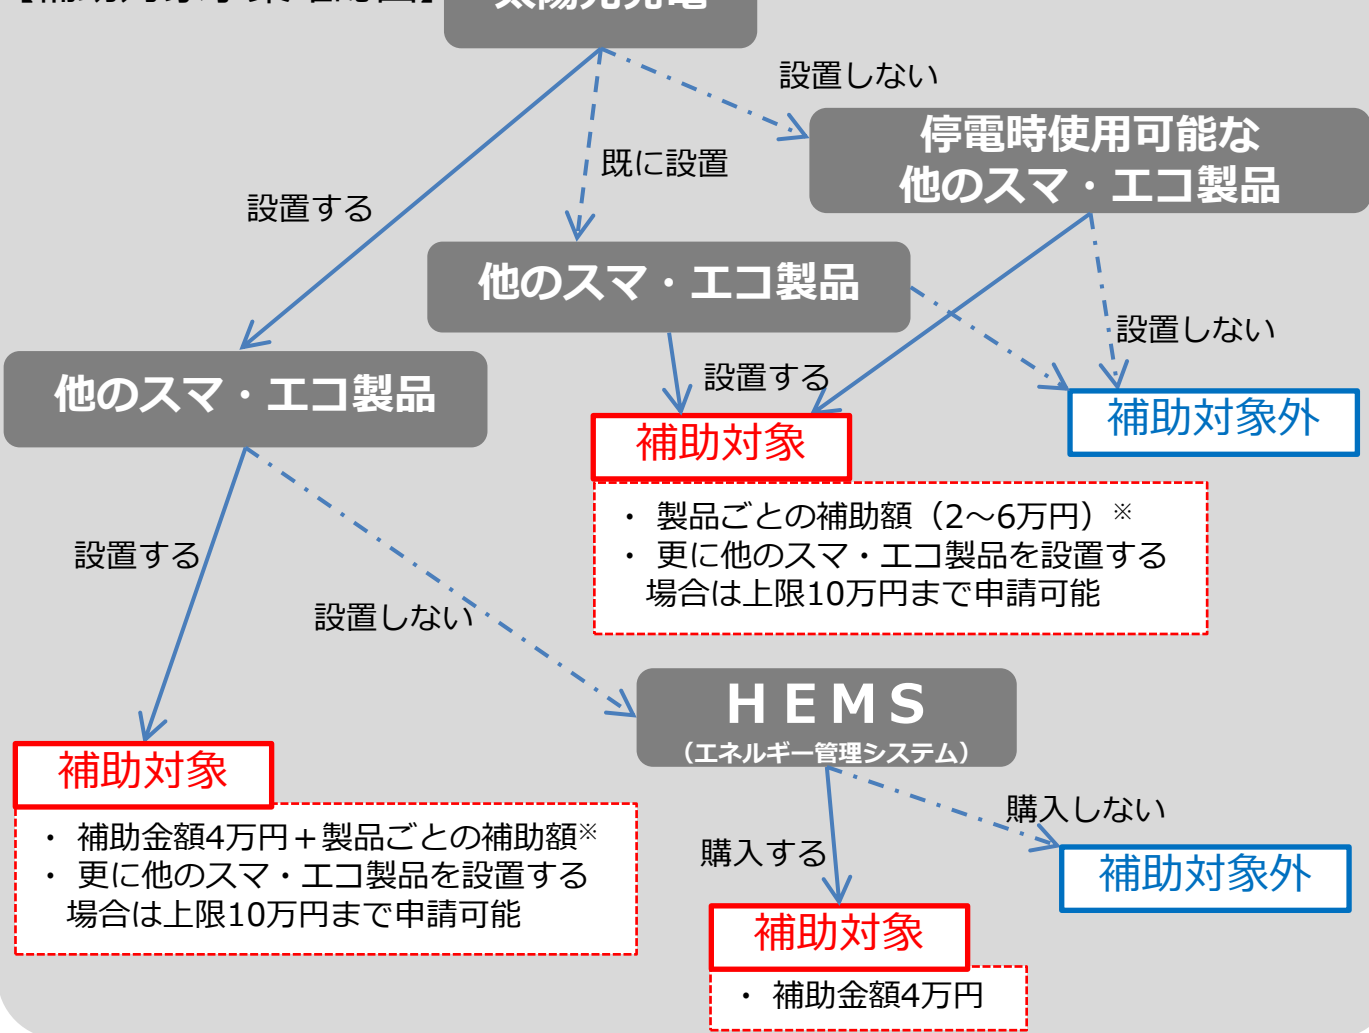 設置しない
停電時使用可能な
他のスマ・エコ製品
既に設置
設置する
他のスマ・エコ製品
設置しない
設置する
他のスマ・エコ製品
補助対象外
補助対象
・ 製品ごとの補助額（2～6万円）※
・ 更に他のスマ・エコ製品を設置する
場合は上限10万円まで申請可能
設置する
設置しない
ＨＥＭＳ
（エネルギー管理システム）
補助対象
・ 補助金額4万円＋製品ごとの補助額※
・ 更に他のスマ・エコ製品を設置する
場合は上限10万円まで申請可能
購入しない
購入する
補助対象外
補助対象
・ 補助金額4万円